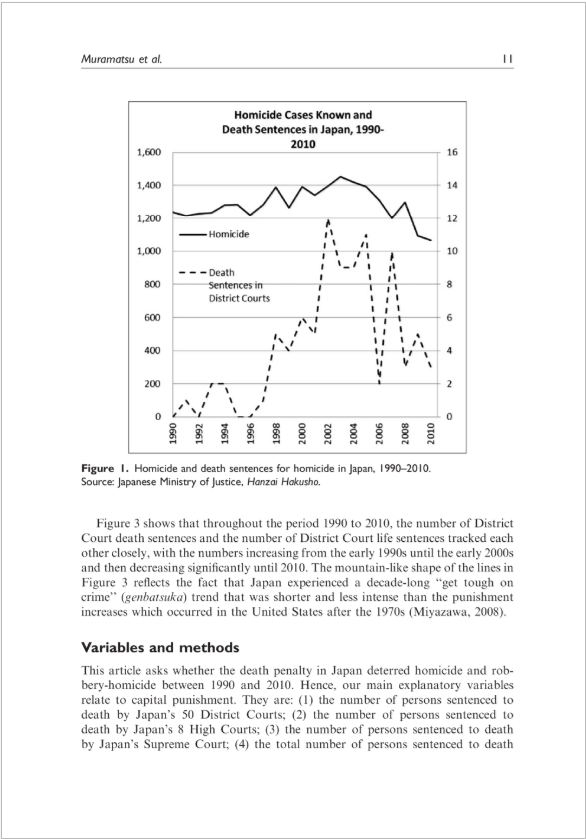 Muramatsu et al. 11
Homicide Cases Known and
Death Sentences in Japan, 1990-
2010
1,600 16
1,400 14
1,200 12
Homicide
1,000 10
Death
800 8
Sentences in
District Courts
600 6
400 4
200 2
0 0
1990 1992 1994 1996 1998 2000 2002 2004 2006 2008 2010
Figure 1. Homicide and death sentences for homicide in Japan, 1990–2010.
Source: Japanese Ministry of Justice, Hanzai Hakusho.
Figure 3 shows that throughout the period 1990 to 2010, the number of District
Court death sentences and the number of District Court life sentences tracked each
other closely, with the numbers increasing from the early 1990s until the early 2000s
and then decreasing significantly until 2010. The mountain-like shape of the lines in
Figure 3 reflects the fact that Japan experienced a decade-long ‘‘get tough on
crime’’ (genbatsuka) trend that was shorter and less intense than the punishment
increases which occurred in the United States after the 1970s (Miyazawa, 2008).
Variables and methods
This article asks whether the death penalty in Japan deterred homicide and rob-
bery-homicide between 1990 and 2010. Hence, our main explanatory variables
relate to capital punishment. They are: (1) the number of persons sentenced to
death by Japan's 50 District Courts; (2) the number of persons sentenced to
death by Japan's 8 High Courts; (3) the number of persons sentenced to death
by Japan's Supreme Court; (4) the total number of persons sentenced to death